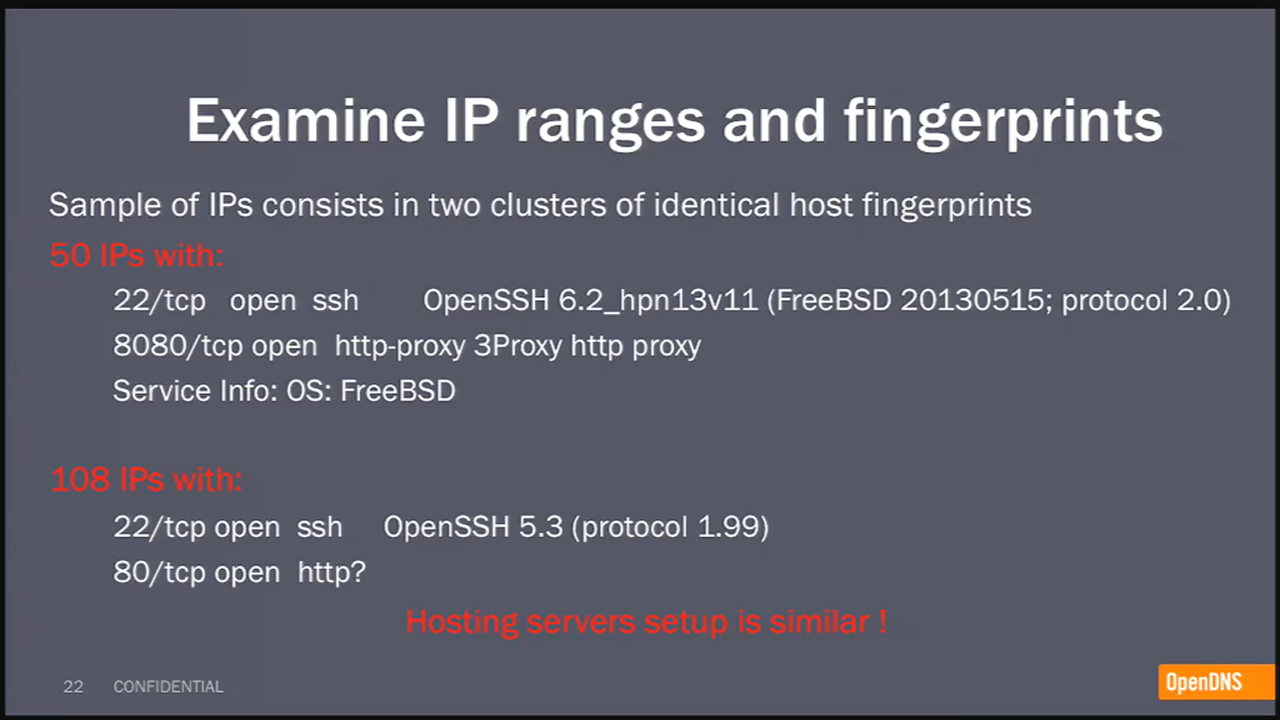 Examine IP ranges and fingerprints
Sample of IPs consists in two clusters of identical host fingerprints
50 IPs with:
22/tcp open ssh OpenSSH 6.2_hpn13v11 (FreeBSD 20130515; protocol 2.0)
8080/tcp open http-proxy 3Proxy http proxy
Service Info: OS: FreeBSD
108 IPs with:
22/tcp open ssh OpenSSH 5.3 (protocol 1.99)
80/tcp open http?
Hosting servers setup is similar !
22 CONFIDENTIAL
OpenDNS